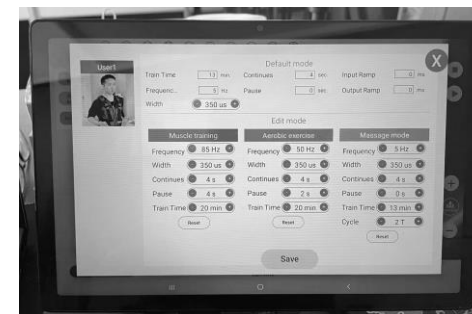 User1
Default mode
Train Time 13 min Continues 4 sec Input Ramp 0 ms
Frequenc.. 5 Hz Pause 0 sec Output Ramp 0 ms
Width 350 us
X
Edit mode
Muscle training Aerobic exercise Massage mode
Frequency 85 Hz Frequency 50 Hz Frequency 5Hz
Width 350 us Width 350 us Width 350 us
Continues 4 s Continues 4 s Continues 4 s
Pause 4 s Pause 2 s Pause 0 s
Train Time 20 min Train Time 20 min Train Time 13 min
Reset Reset Cycle 2 T
Reset
Save